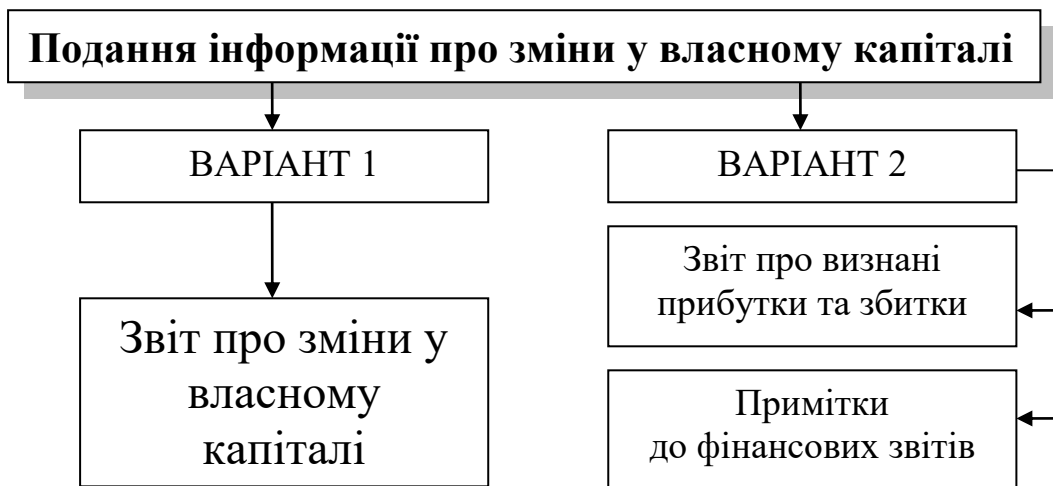 Подання інформації про зміни у власному капіталі
ВАРІАНТ 1
ВАРІАНТ 2
Звіт про зміни у
власному
капіталі
Звіт про визнані
прибутки та збитки
Примітки
до фінансових звітів